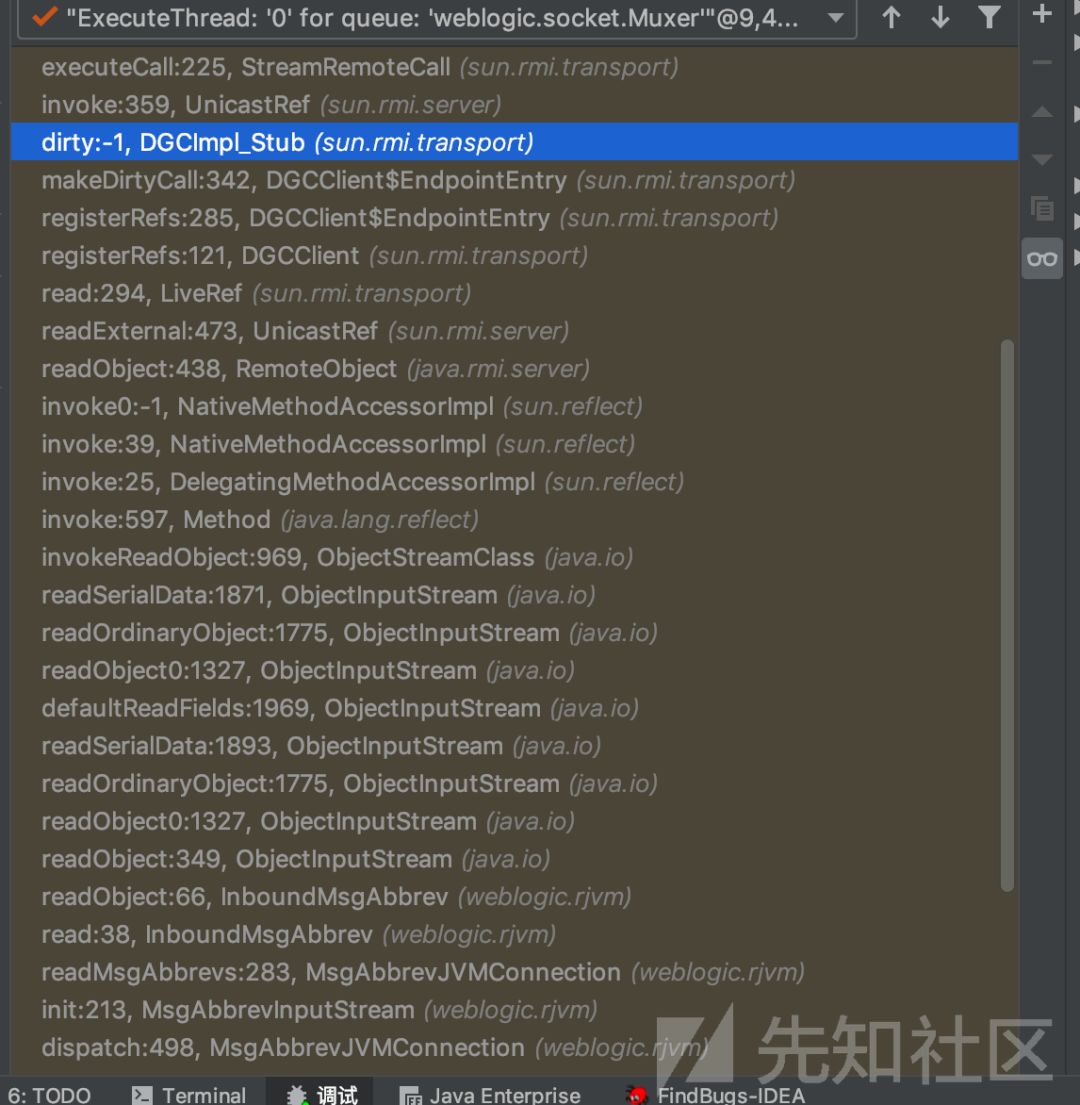 "ExecuteThread: '0' for queue: 'weblogic.socket.Muxer'"@9,4...
executeCall:225, StreamRemoteCall (sun.rmi.transport)
invoke:359, UnicastRef (sun.rmi.server)
dirty:-1, DGCImpl_Stub (sun.rmi.transport)
makeDirtyCall:342, DGCClient$EndpointEntry (sun.rmi.transport)
registerRefs:285, DGCClient$EndpointEntry (sun.rmi.transport)
registerRefs:121, DGCClient (sun.rmi.transport)
read:294, LiveRef (sun.rmi.transport)
readExternal:473, UnicastRef (sun.rmi.server)
readObject:438, RemoteObject (java.rmi.server)
invoke0:-1, NativeMethodAccessorImpl (sun.reflect)
invoke:39, NativeMethodAccessorImpl (sun.reflect)
invoke:25, DelegatingMethodAccessorImpl (sun.reflect)
invoke:597, Method (java.lang.reflect)
invokeReadObject:969, ObjectStreamClass (java.io)
readSerialData:1871, ObjectInputStream (java.io)
readOrdinaryObject:1775, ObjectInputStream (java.io)
readObject0:1327, ObjectInputStream (java.io)
defaultReadFields:1969, ObjectInputStream (java.io)
readSerialData:1893, ObjectInputStream (java.io)
readOrdinaryObject:1775, ObjectInputStream (java.io)
readObject0:1327, ObjectInputStream (java.io)
readObject:349, ObjectInputStream (java.io)
readObject:66, InboundMsgAbbrev (weblogic.rjvm)
read:38, InboundMsgAbbrev (weblogic.rjvm)
readMsgAbbrevs:283, MsgAbbrevJVMConnection (weblogic.rjvm)
init:213, MsgAbbrevInputStream (weblogic.rjvm)
dispatch:498, MsgAbbrevJVMConnection (weblogic.rjvm)
先知社区
6: TODO Terminal 调试 Java Enterprise FindBugs-IDEA